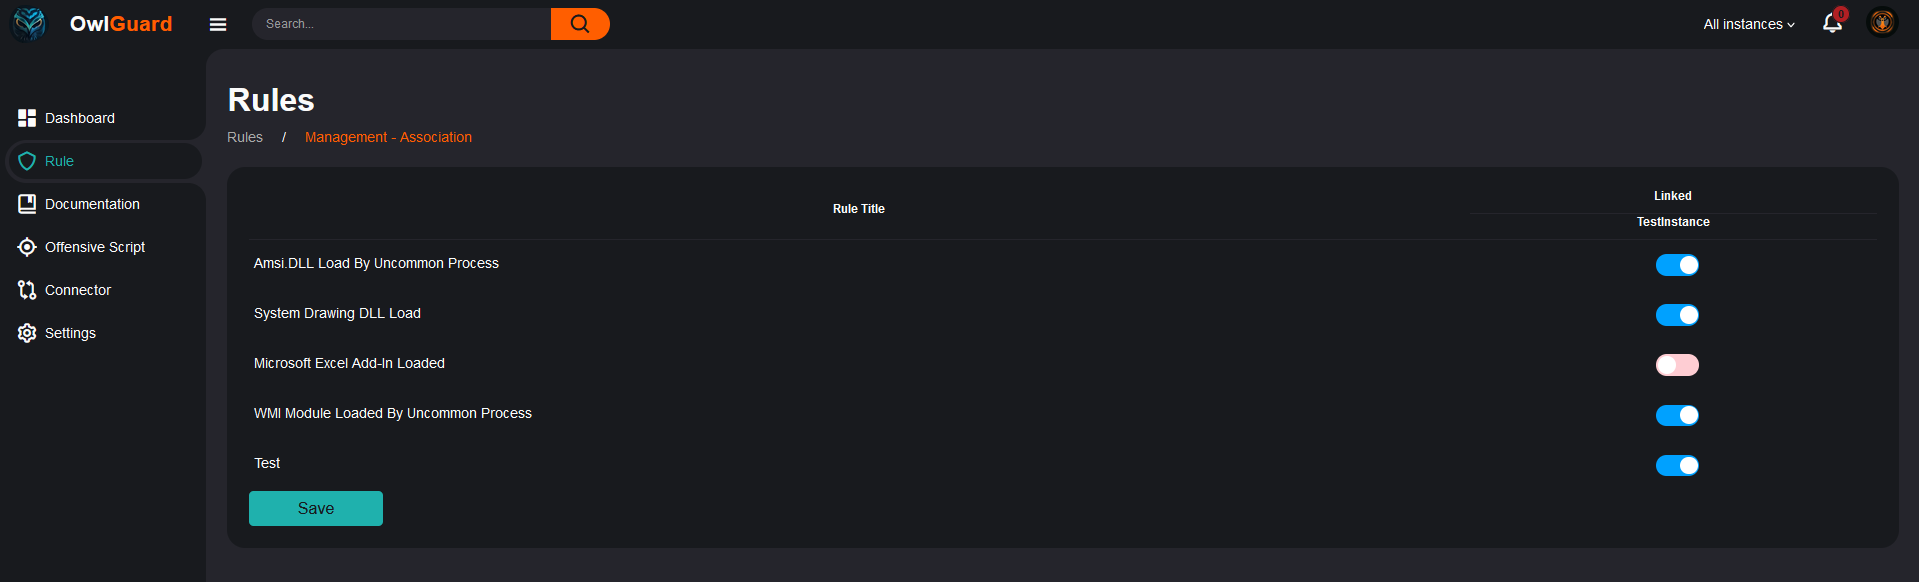 OwlGuard
Search...
All instances
0
Dashboard
Rule
Documentation
Offensive Script
Connector
Settings
Rules
Rules / Management - Association
Rule Title
Linked
TestInstance
Amsi.DLL Load By Uncommon Process
System Drawing DLL Load
Microsoft Excel Add-In Loaded
WMI Module Loaded By Uncommon Process
Test
Save